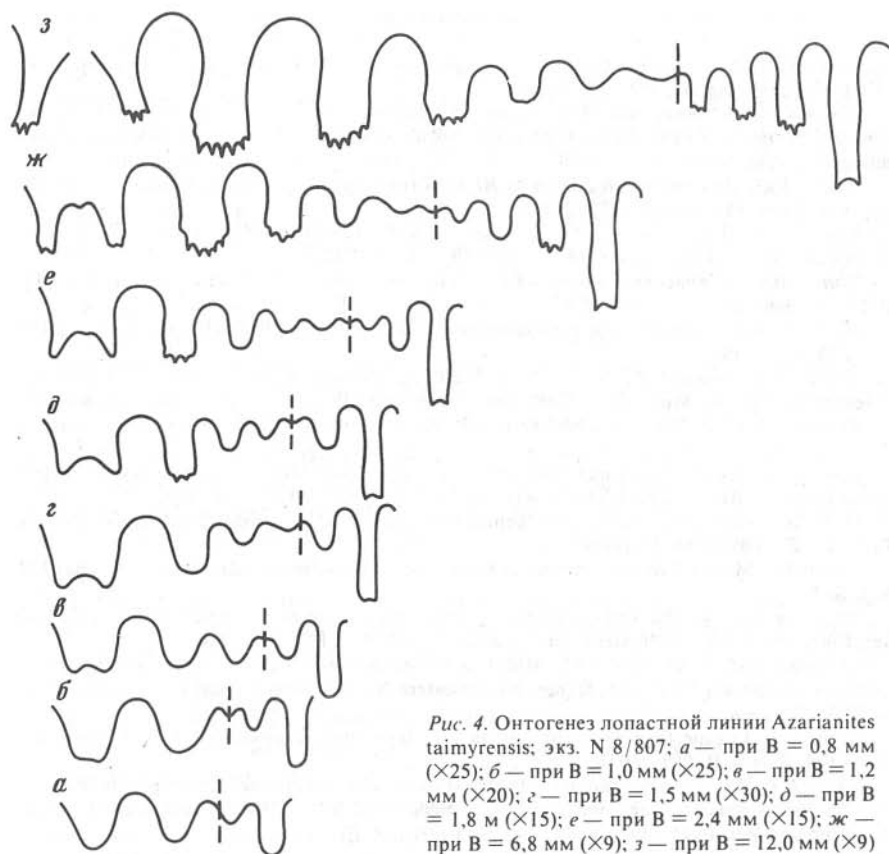 з
ж
е
д
г
в
б
а
Рис. 4. Онтогенез лопастной линии Azarianites
taimyrensis; экз. N 8/807; а — при B = 0,8 мм
(×25); б — при B = 1,0 мм (×25); в — при B = 1,2
мм (×20); г — при B = 1,5 мм (×30); д — при B
= 1,8 м (×15); е — при B = 2,4 мм (×15); ж —
при B = 6,8 мм (×9); з — при B = 12,0 мм (×9)